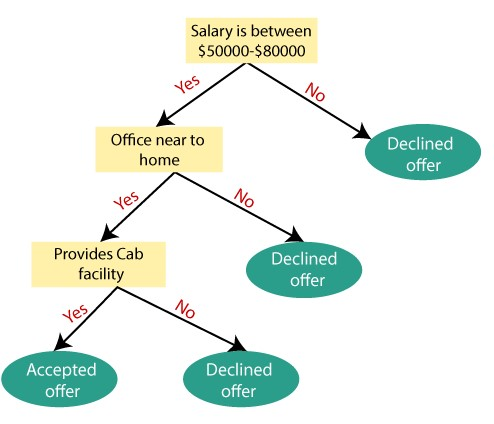 Salary is between
$50000-$80000
Yes
No
Office near to
home
Declined
offer
Yes
No
Provides Cab
facility
Declined
offer
Yes
No
Accepted
offer
Declined
offer